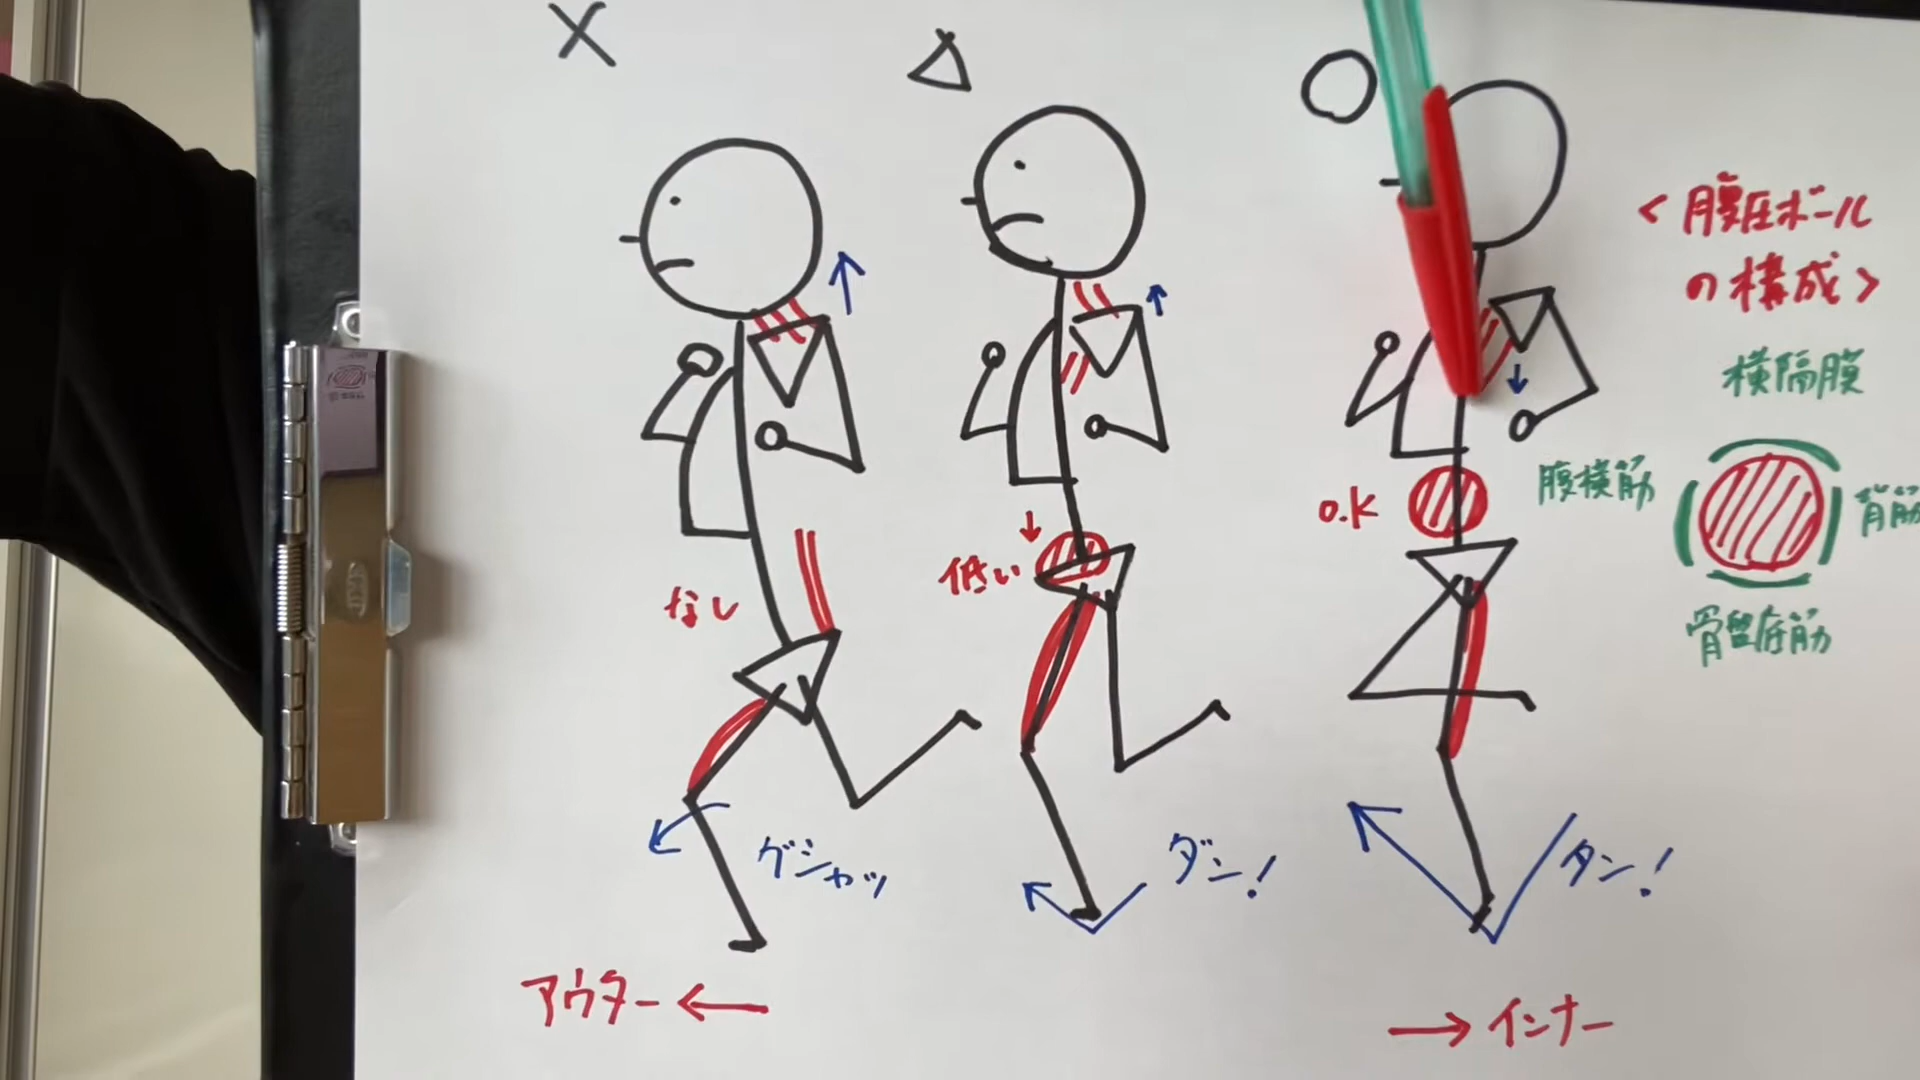 × △ ○
<腹圧ボール
の構成>
横隔膜
腹横筋
背筋
骨盤底筋
O.K
低い
なし
グシャッ
ダン!
タン!
アウター ←
→ インナー